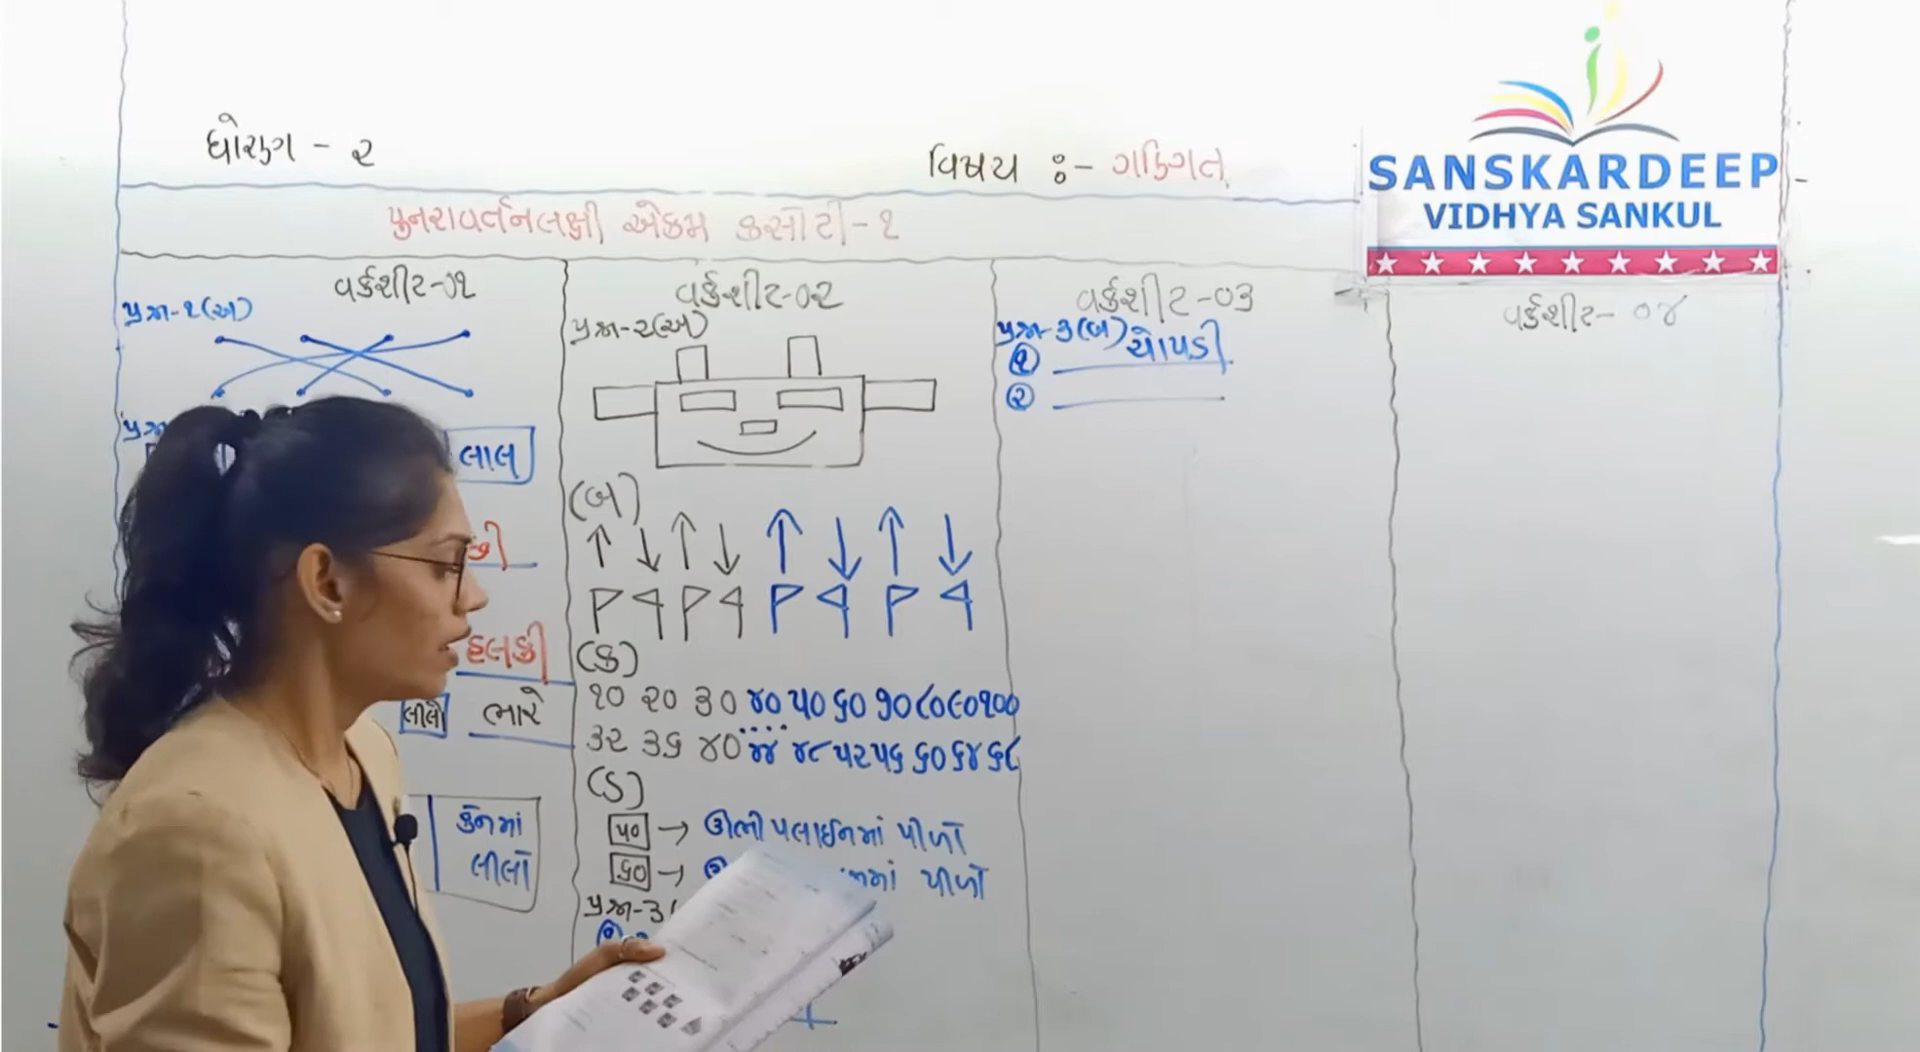 ધોરણ - ૨
વિષય :- ગણિત
SANSKARDEEP
VIDHYA SANKUL
પુનરાવર્તનલક્ષી એકમ કસોટી-૧
વર્કશીટ-૦૧
પ્રશ્ન-૧(અ)
લાલ
હલકી
લીલો ભારે
કેનમાં
લીલો
વર્કશીટ-૦૨
પ્રશ્ન-૨(અ)
(બ)
(ક)
૧૦ ૨૦ ૩૦ ૪૦ ૫૦ ૬૦ ૭૦ ૮૦ ૯૦ ૧૦૦
૩૨ ૩૬ ૪૦ ૪૪ ૪૮ ૫૨ ૫૬ ૬૦ ૬૪ ૬૮
(ડ)
૫૦ → ઊભી પલાઈનમાં પીળો
૬૦ → પીળો
પ્રશ્ન-૩(
વર્કશીટ-૦૩
પ્રશ્ન-૩(બ)
૧ ચોપડી
૨
વર્કશીટ- ૦૪